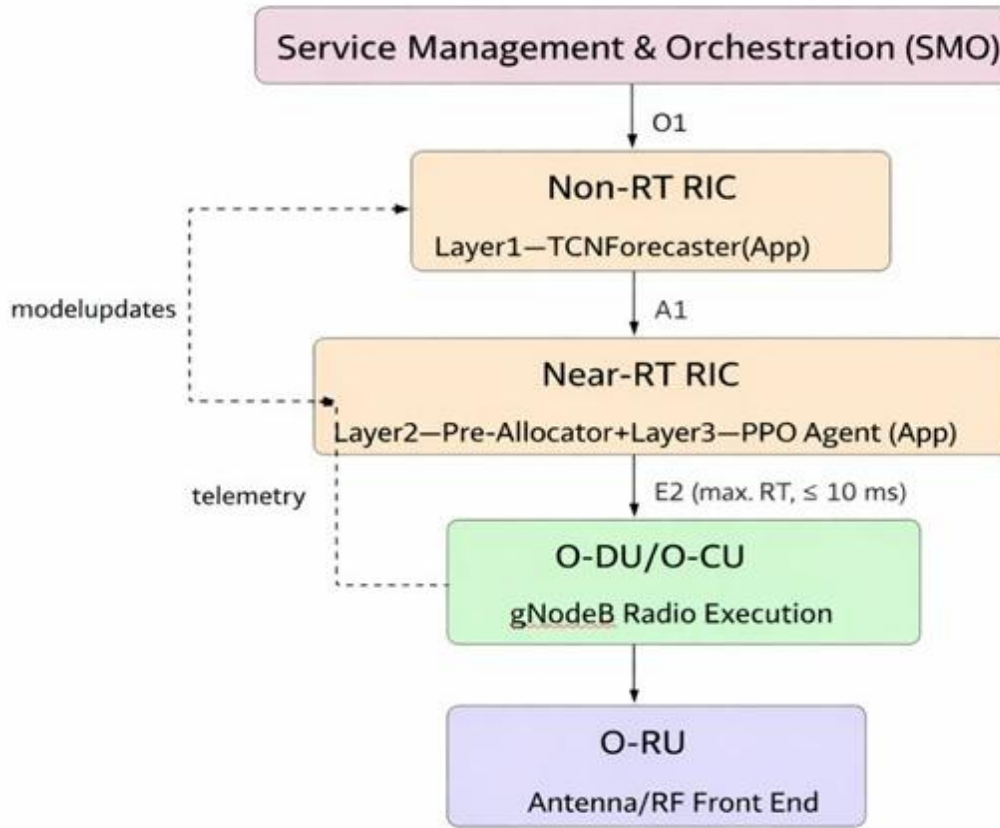 Service Management & Orchestration (SMO)
O1
Non-RT RIC
Layer1—TCNForecaster(App)
modelupdates
A1
Near-RT RIC
Layer2—Pre-Allocator+Layer3—PPO Agent (App)
telemetry
E2 (max. RT, ≤ 10 ms)
O-DU/O-CU
gNodeB Radio Execution
O-RU
Antenna/RF Front End